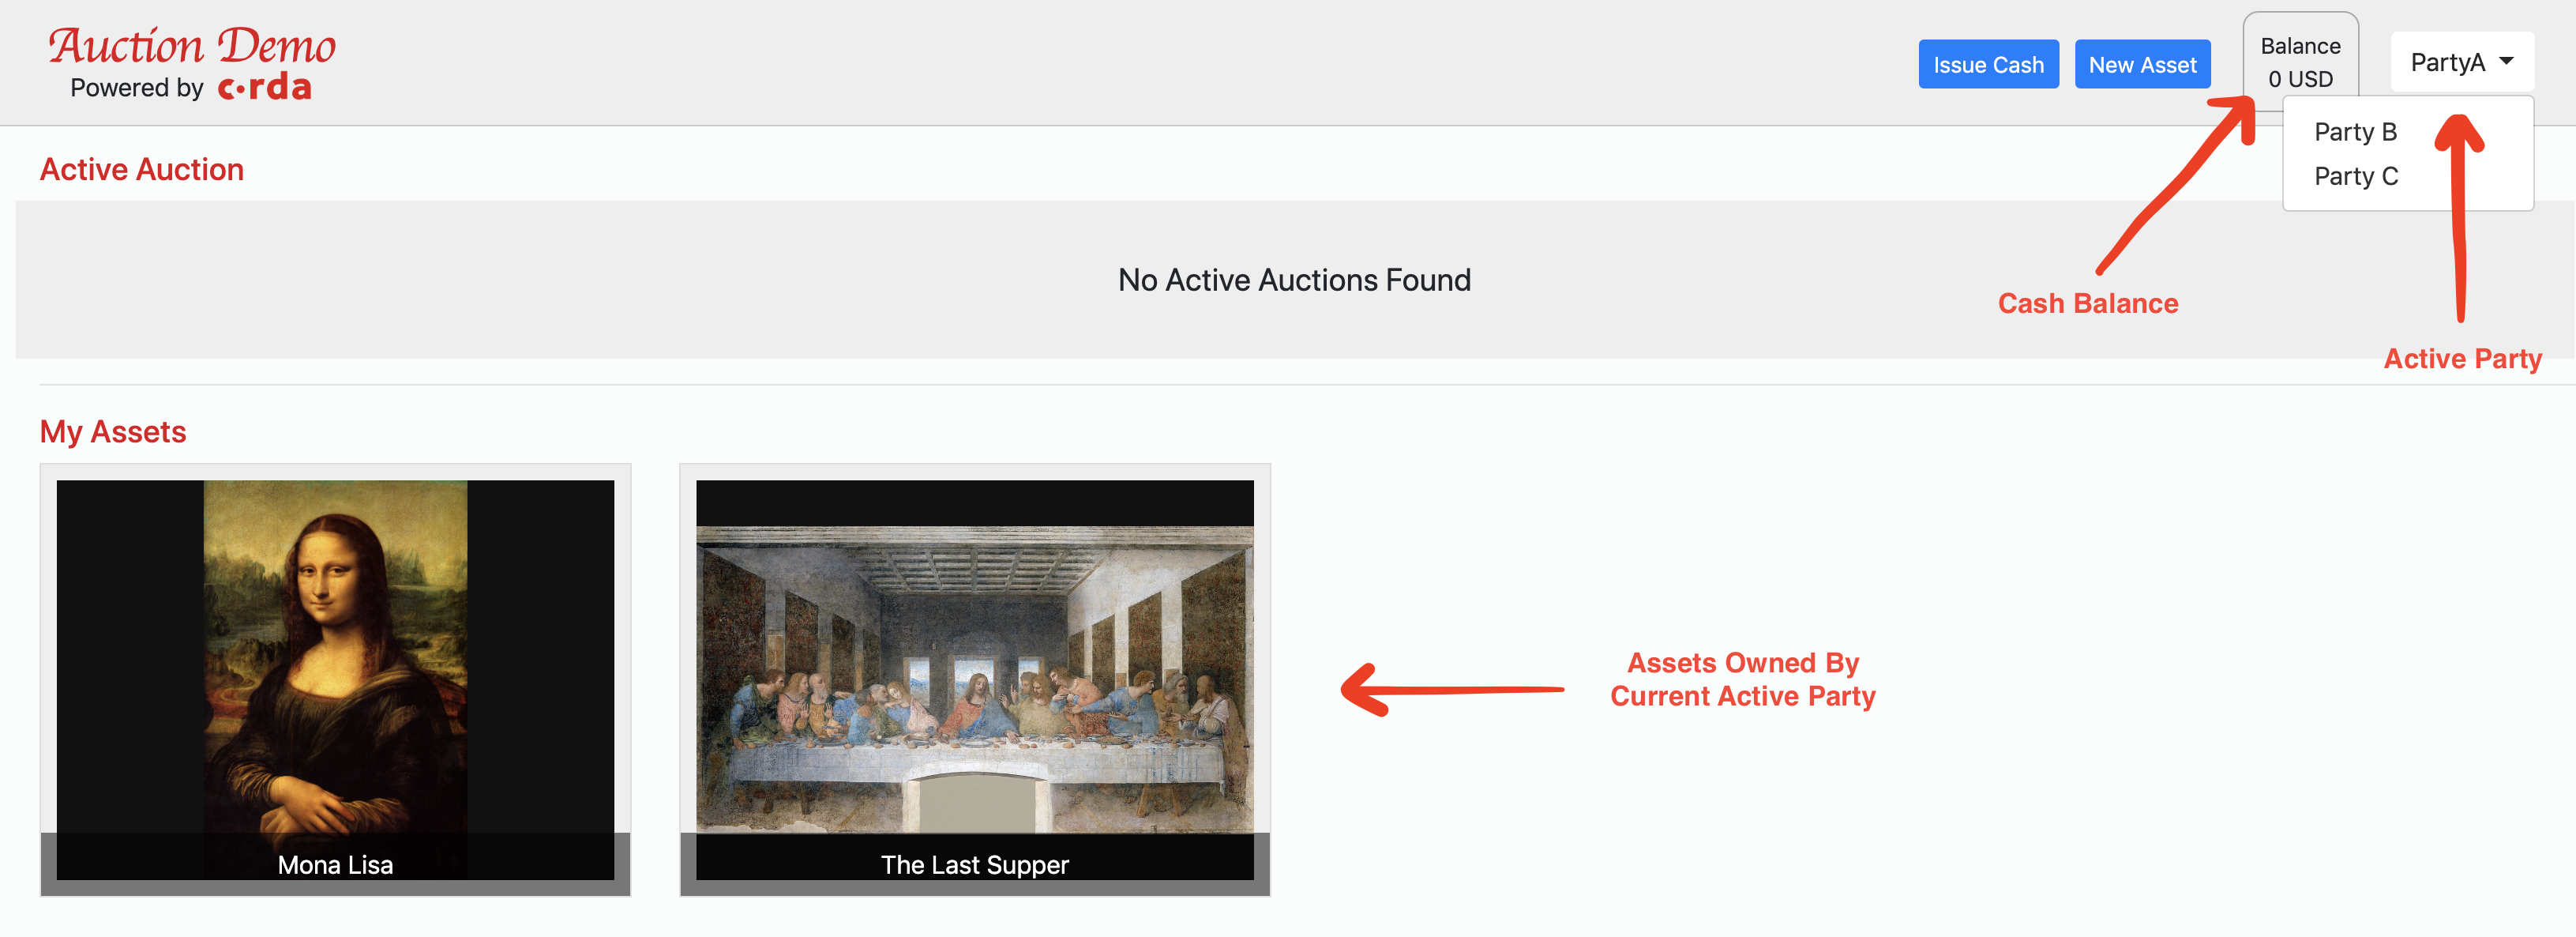 Auction Demo
Powered by c·rda
Issue Cash
New Asset
Balance
0 USD
PartyA
Party B
Party C
Active Auction
No Active Auctions Found
Cash Balance
Active Party
My Assets
Mona Lisa
The Last Supper
Assets Owned By
Current Active Party